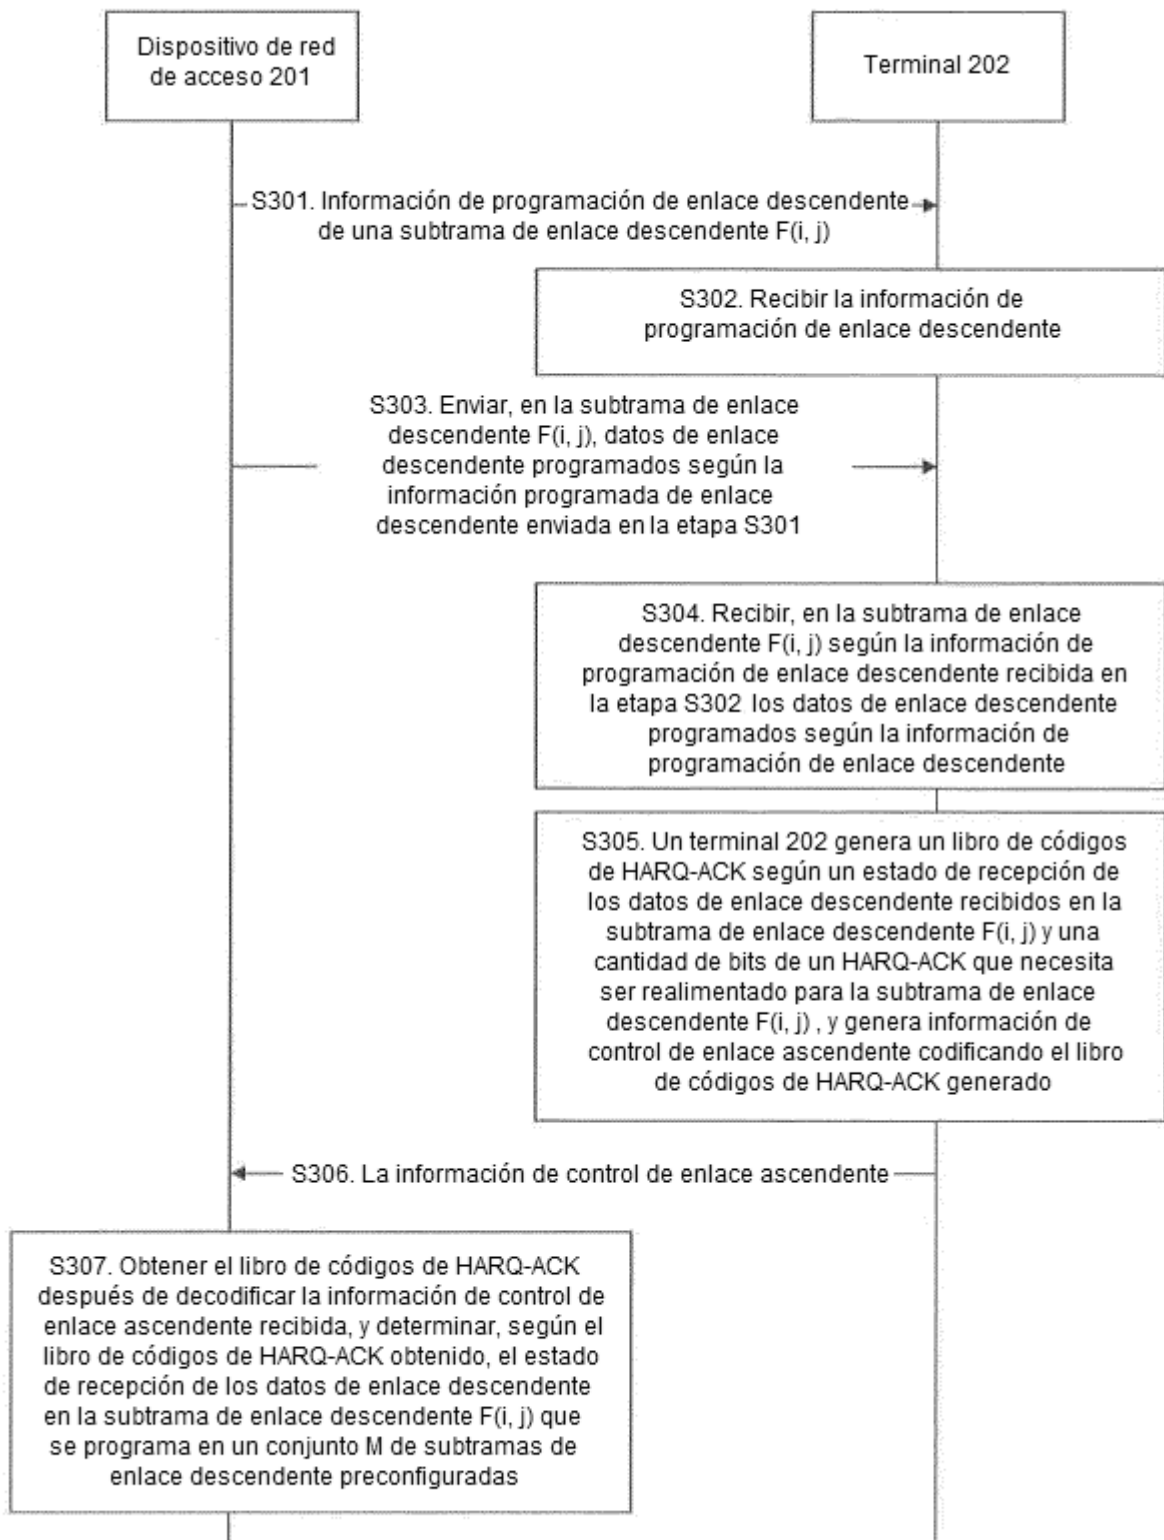 Dispositivo de red
de acceso 201
Terminal 202
S301. Información de programación de enlace descendente
de una subtrama de enlace descendente F(i, j)
S302. Recibir la información de
programación de enlace descendente
S303. Enviar, en la subtrama de enlace
descendente F(i, j), datos de enlace
descendente programados según la
información programada de enlace
descendente enviada en la etapa S301
S304. Recibir, en la subtrama de enlace
descendente F(i, j) según la información de
programación de enlace descendente recibida en
la etapa S302 los datos de enlace descendente
programados según la información de
programación de enlace descendente
S305. Un terminal 202 genera un libro de códigos
de HARQ-ACK según un estado de recepción de
los datos de enlace descendente recibidos en la
subtrama de enlace descendente F(i, j) y una
cantidad de bits de un HARQ-ACK que necesita
ser realimentado para la subtrama de enlace
descendente F(i, j) , y genera información de
control de enlace ascendente codificando el libro
de códigos de HARQ-ACK generado
S306. La información de control de enlace ascendente
S307. Obtener el libro de códigos de HARQ-ACK
después de decodificar la información de control de
enlace ascendente recibida, y determinar, según el
libro de códigos de HARQ-ACK obtenido, el estado
de recepción de los datos de enlace descendente
en la subtrama de enlace descendente F(i, j) que
se programa en un conjunto M de subtramas de
enlace descendente preconfiguradas